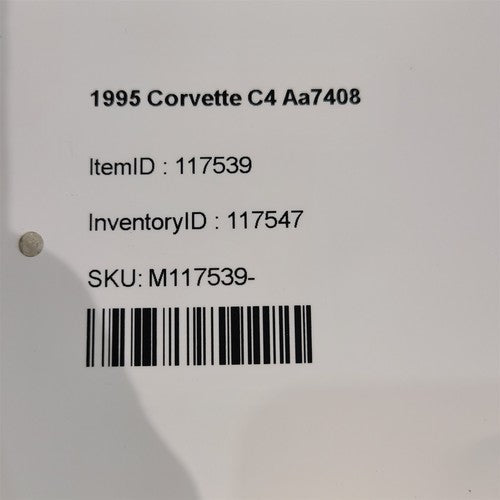 1995 Corvette C4 Aa7408
ItemID : 117539
InventoryID : 117547
SKU: M117539-